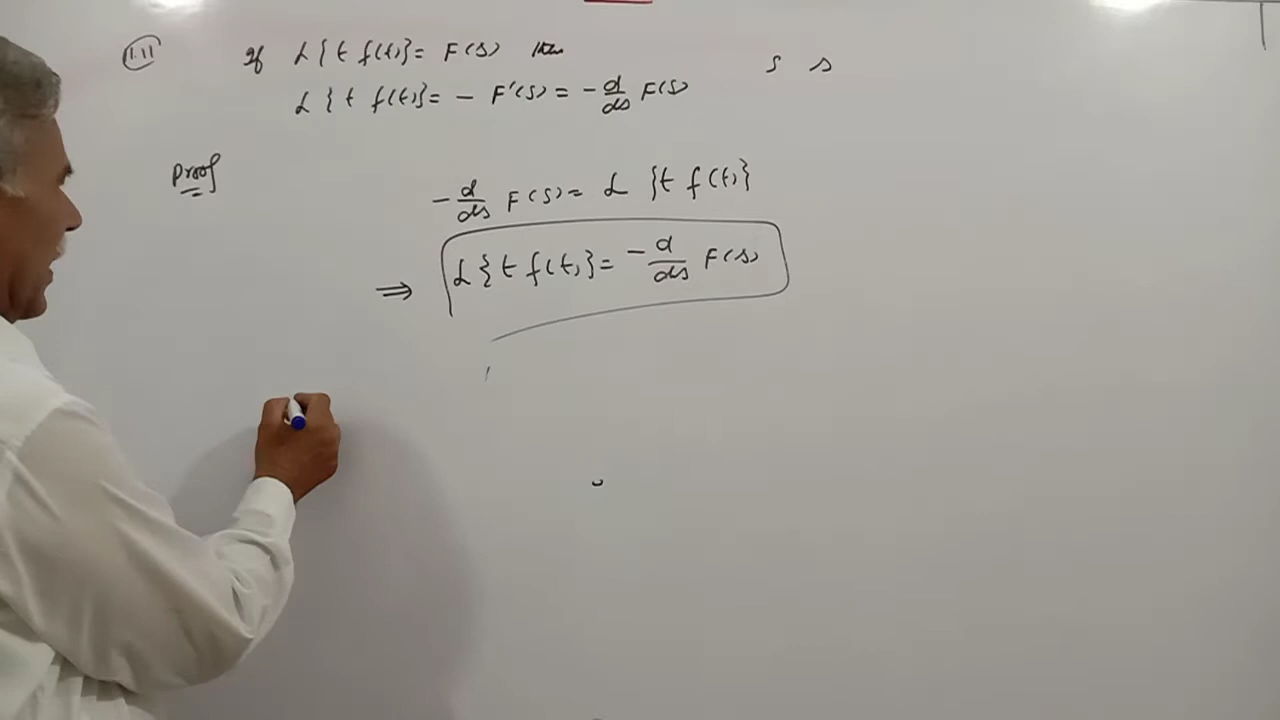 1.11 If L{t f(t)} = F(s) then
L{t f(t)} = - F'(s) = - d/ds F(s)
s s
Proof
- d/ds F(s) = L {t f(t)}
⇒ L{t f(t)} = - d/ds F(s)